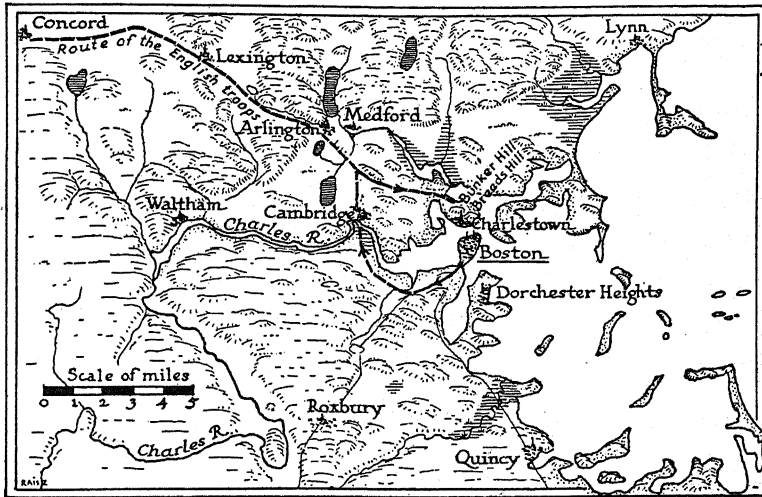 Concord
Route of the English troops
Lexington
Lynn
Arlington
Medford
Bunker Hill
Breeds Hill
Waltham
Cambridge
Charles R.
Charlestown
Boston
Dorchester Heights
Scale of miles
0 1 2 3 4 5
Roxbury
Charles R.
Quincy
RAISZ